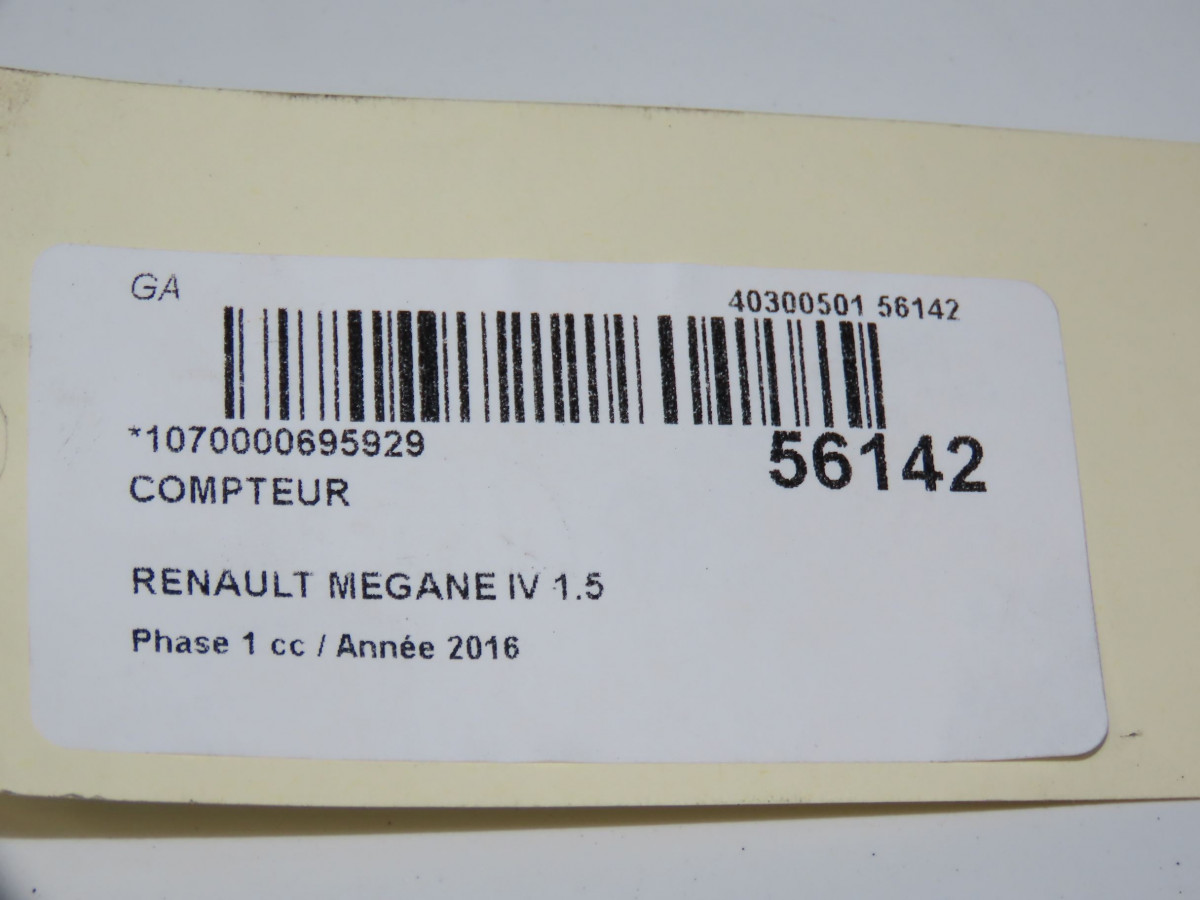 GA
40300501 56142
*1070000695929
56142
COMPTEUR
RENAULT MEGANE IV 1.5
Phase 1 cc / Année 2016